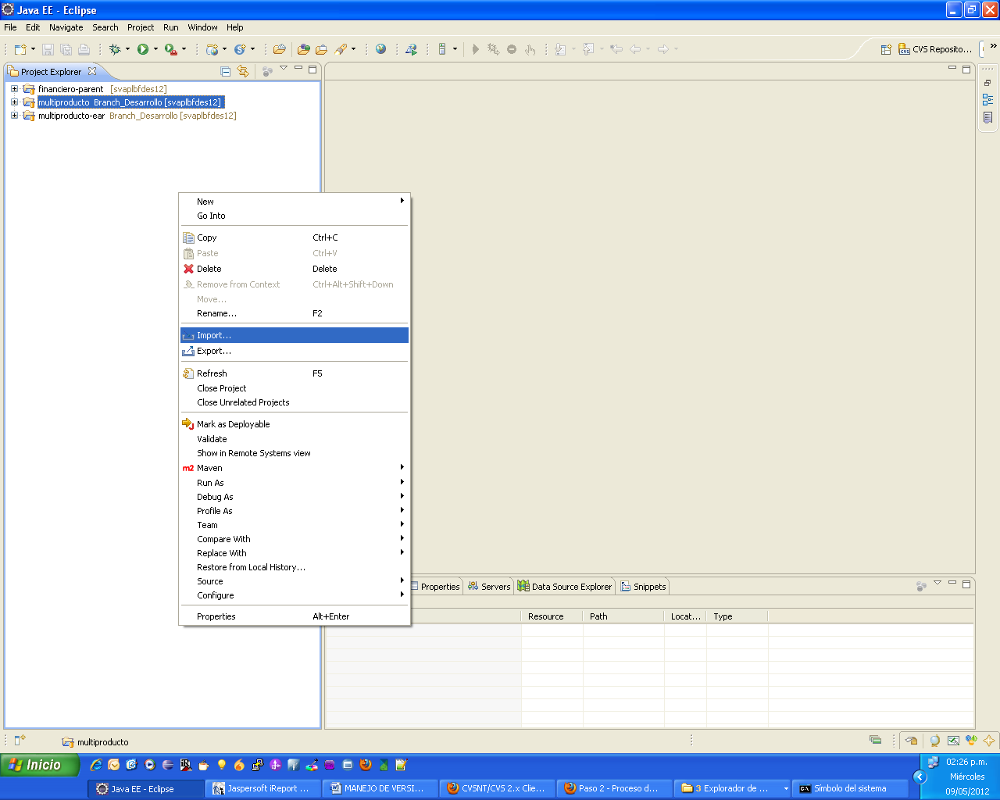 Java EE - Eclipse
File Edit Navigate Search Project Run Window Help
CVS Reposito...
Project Explorer
financiero-parent [svaplbfdes12]
multiproducto Branch_Desarrollo [svaplbfdes12]
multiproducto-ear Branch_Desarrollo [svaplbfdes12]
New
Go Into
Copy Ctrl+C
Paste Ctrl+V
Delete Delete
Remove from Context Ctrl+Alt+Shift+Down
Move...
Rename... F2
Import...
Export...
Refresh F5
Close Project
Close Unrelated Projects
Mark as Deployable
Validate
Show in Remote Systems view
m2 Maven
Run As
Debug As
Profile As
Team
Compare With
Replace With
Restore from Local History...
Source
Configure
Properties Alt+Enter
Properties Servers Data Source Explorer Snippets
Resource Path Locat... Type
multiproducto
Inicio
02:26 p.m.
Miércoles
09/05/2012
Java EE - Eclipse Jaspersoft iReport ... MANEJO DE VERSI... CVSNT/CVS 2.x Clie... Paso 2 - Proceso d... 3 Explorador de ... Símbolo del sistema